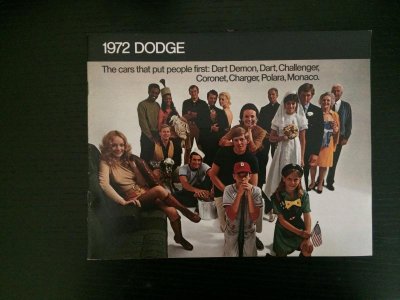 1972 DODGE
The cars that put people first: Dart Demon, Dart, Challenger,
Coronet, Charger, Polara, Monaco.